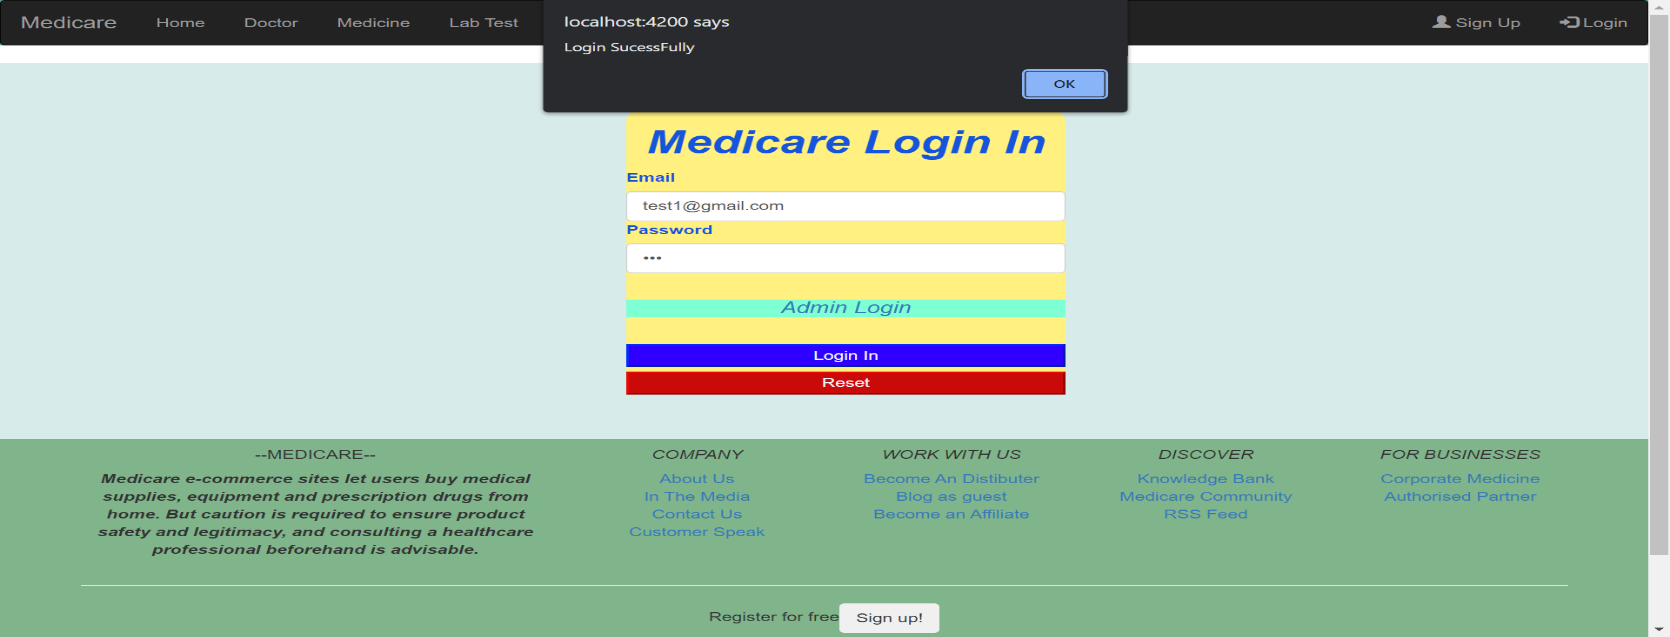 Medicare Home Doctor Medicine Lab Test Sign Up Login
localhost:4200 says
Login SucessFully
OK
Medicare Login In
Email
test1@gmail.com
Password
•••
Admin Login
Login In
Reset
--MEDICARE--
Medicare e-commerce sites let users buy medical
supplies, equipment and prescription drugs from
home. But caution is required to ensure product
safety and legitimacy, and consulting a healthcare
professional beforehand is advisable.
COMPANY
About Us
In The Media
Contact Us
Customer Speak
WORK WITH US
Become An Distibuter
Blog as guest
Become an Affiliate
DISCOVER
Knowledge Bank
Medicare Community
RSS Feed
FOR BUSINESSES
Corporate Medicine
Authorised Partner
Register for free Sign up!